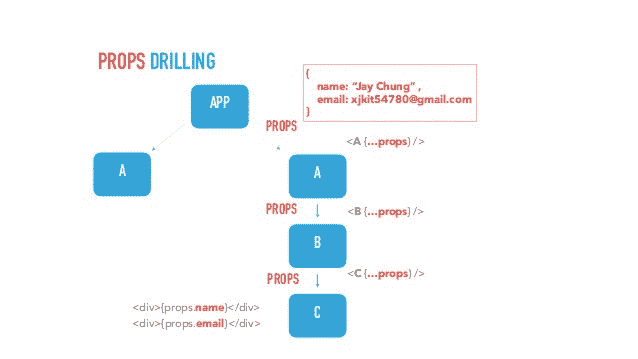 PROPS DRILLING
{
name: "Jay Chung" ,
email: xjkit54780@gmail.com
}
APP
PROPS
<A {...props} />
A
A
PROPS
<B {...props} />
B
PROPS
<C {...props} />
<div>{props.name}</div>
<div>{props.email}</div>
C